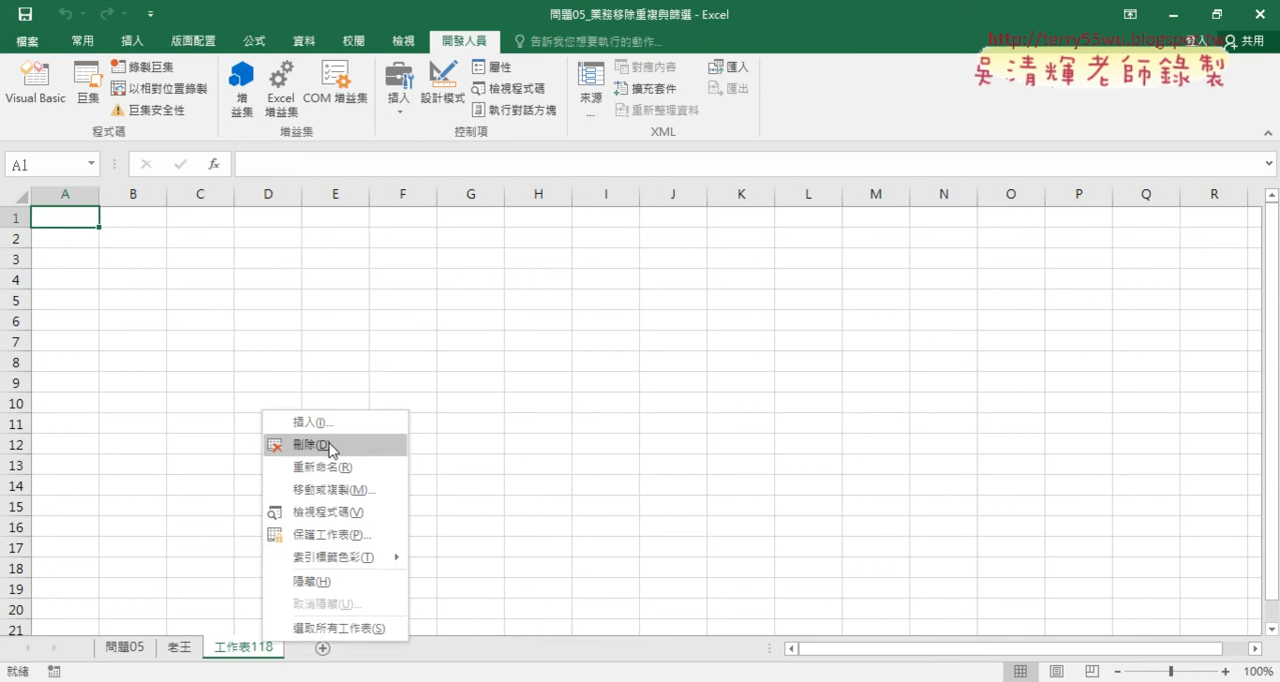 問題05_業務移除重複與篩選 - Excel
http://terry55wu.blogspot.tw
檔案 常用 插入 版面配置 公式 資料 校閱 檢視 開發人員 告訴我您想要執行的動作... 登入 共用
吳清輝老師錄製
Visual Basic 巨集 錄製巨集 以相對位置錄製 巨集安全性
增益集 Excel 增益集 COM 增益集
插入 設計模式 屬性 檢視程式碼 執行對話方塊
來源... 對應內容 擴充套件 重新整理資料 匯入 匯出
程式碼 增益集 控制項 XML
A1 fx
A B C D E F G H I J K L M N O P Q R
1
2
3
4
5
6
7
8
9
10
11
12
13
14
15
16
17
18
19
20
21
插入(I)...
刪除(D)
重新命名(R)
移動或複製(M)...
檢視程式碼(V)
保護工作表(P)...
索引標籤色彩(T)
隱藏(H)
取消隱藏(U)...
選取所有工作表(S)
問題05 老王 工作表118
就緒 100%